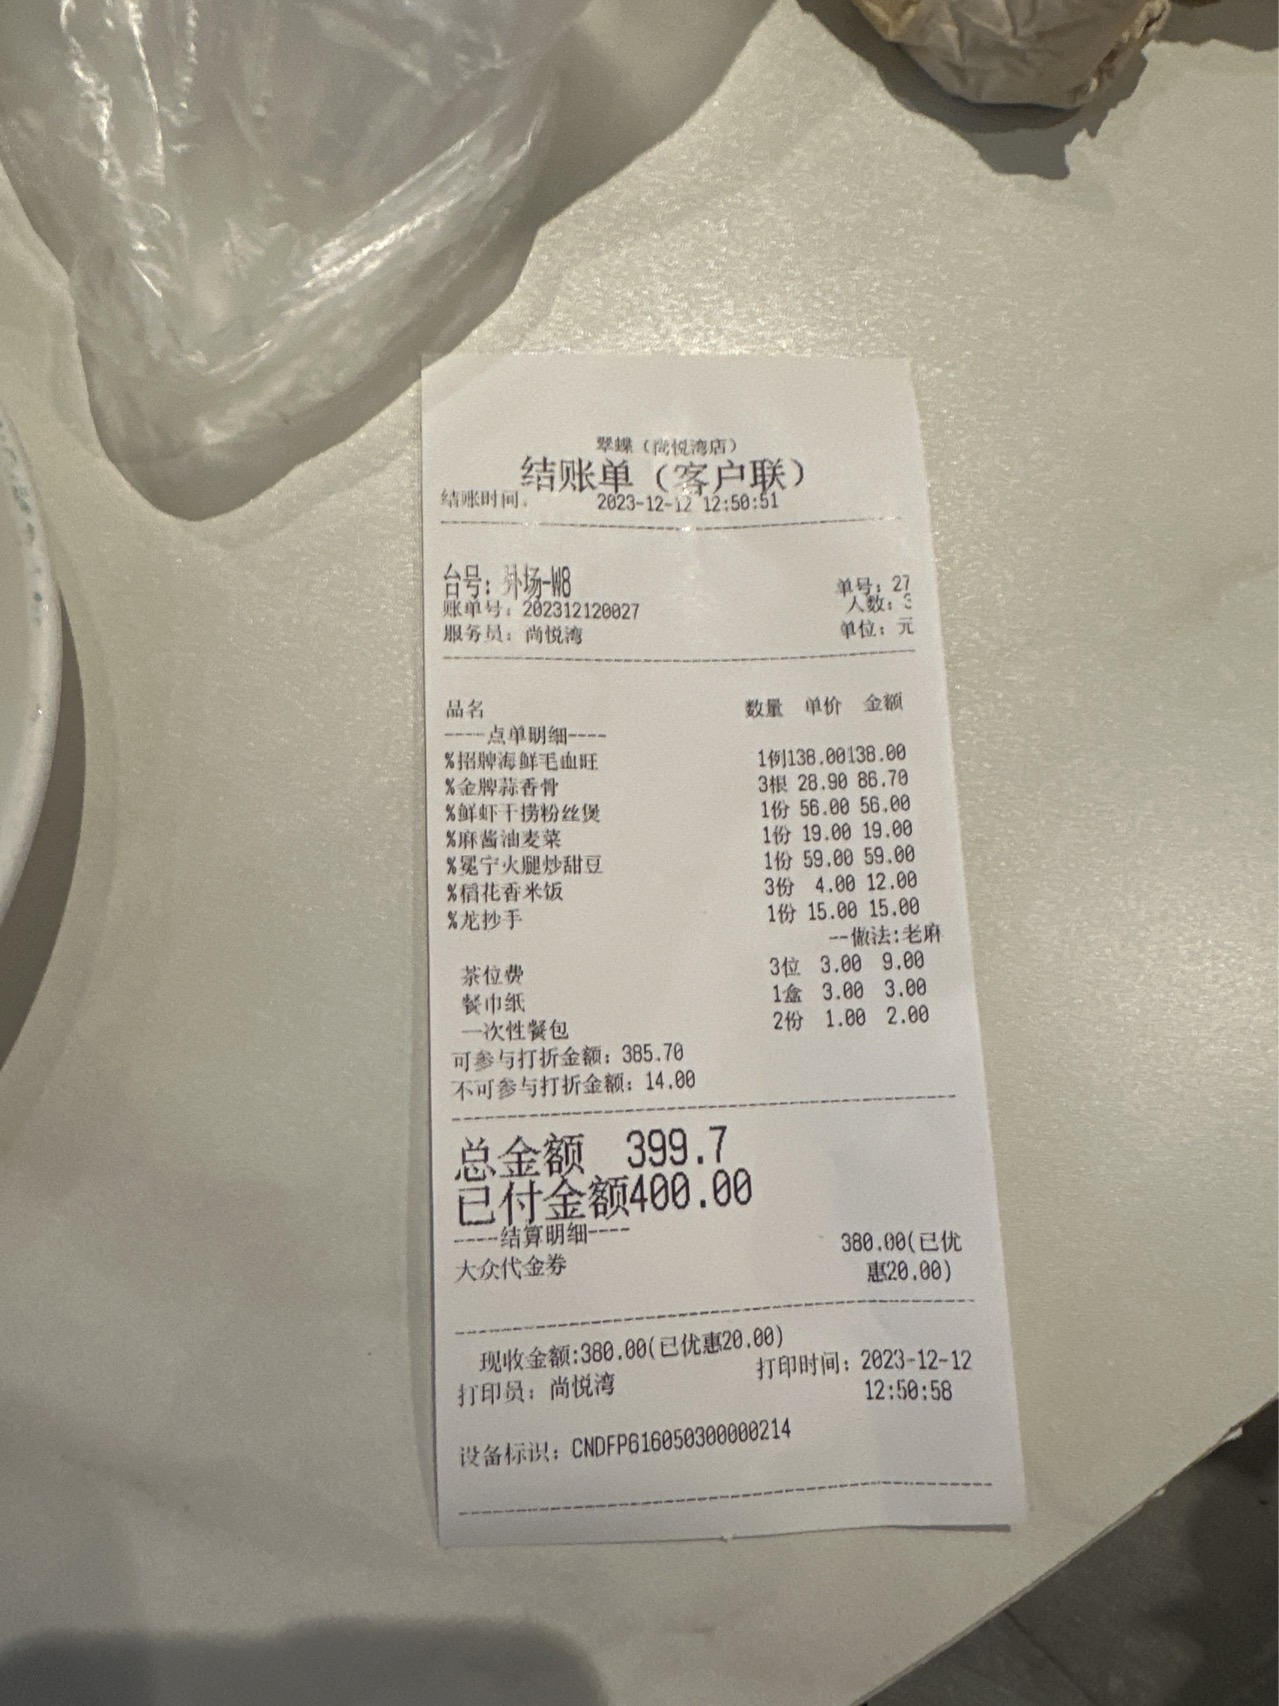 翠蝶（尚悦湾店）
结账单（客户联）
结账时间: 2023-12-12 12:50:51
台号: 外场-W8 单号: 27
账单号: 202312120027 人数: 3
服务员: 尚悦湾 单位: 元
品名 数量 单价 金额
----点单明细----
%招牌海鲜毛血旺 1例138.00138.00
%金牌蒜香骨 3根 28.90 86.70
%鲜虾干捞粉丝煲 1份 56.00 56.00
%麻酱油麦菜 1份 19.00 19.00
%冕宁火腿炒甜豆 1份 59.00 59.00
%稻花香米饭 3份 4.00 12.00
%龙抄手 1份 15.00 15.00
--做法:老麻
茶位费 3位 3.00 9.00
餐巾纸 1盒 3.00 3.00
一次性餐包 2份 1.00 2.00
可参与打折金额: 385.70
不可参与打折金额: 14.00
总金额 399.7
已付金额400.00
----结算明细----
大众代金券 380.00(已优
惠20.00)
现收金额:380.00(已优惠20.00)
打印员: 尚悦湾 打印时间: 2023-12-12
12:50:58
设备标识: CNDFP616050300000214